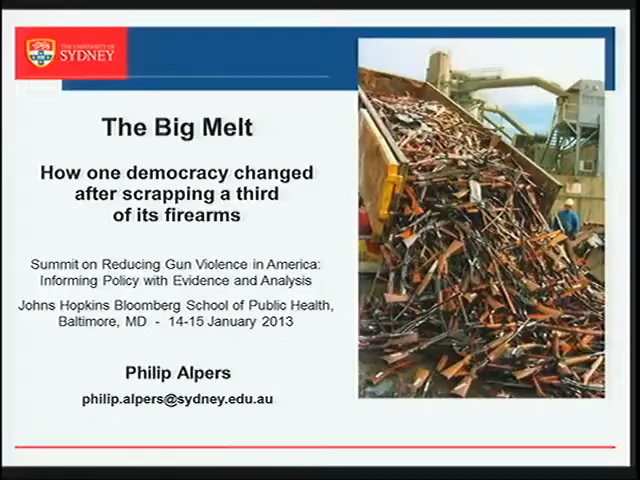 THE UNIVERSITY OF
SYDNEY
The Big Melt
How one democracy changed
after scrapping a third
of its firearms
Summit on Reducing Gun Violence in America:
Informing Policy with Evidence and Analysis
Johns Hopkins Bloomberg School of Public Health,
Baltimore, MD - 14-15 January 2013
Philip Alpers
philip.alpers@sydney.edu.au